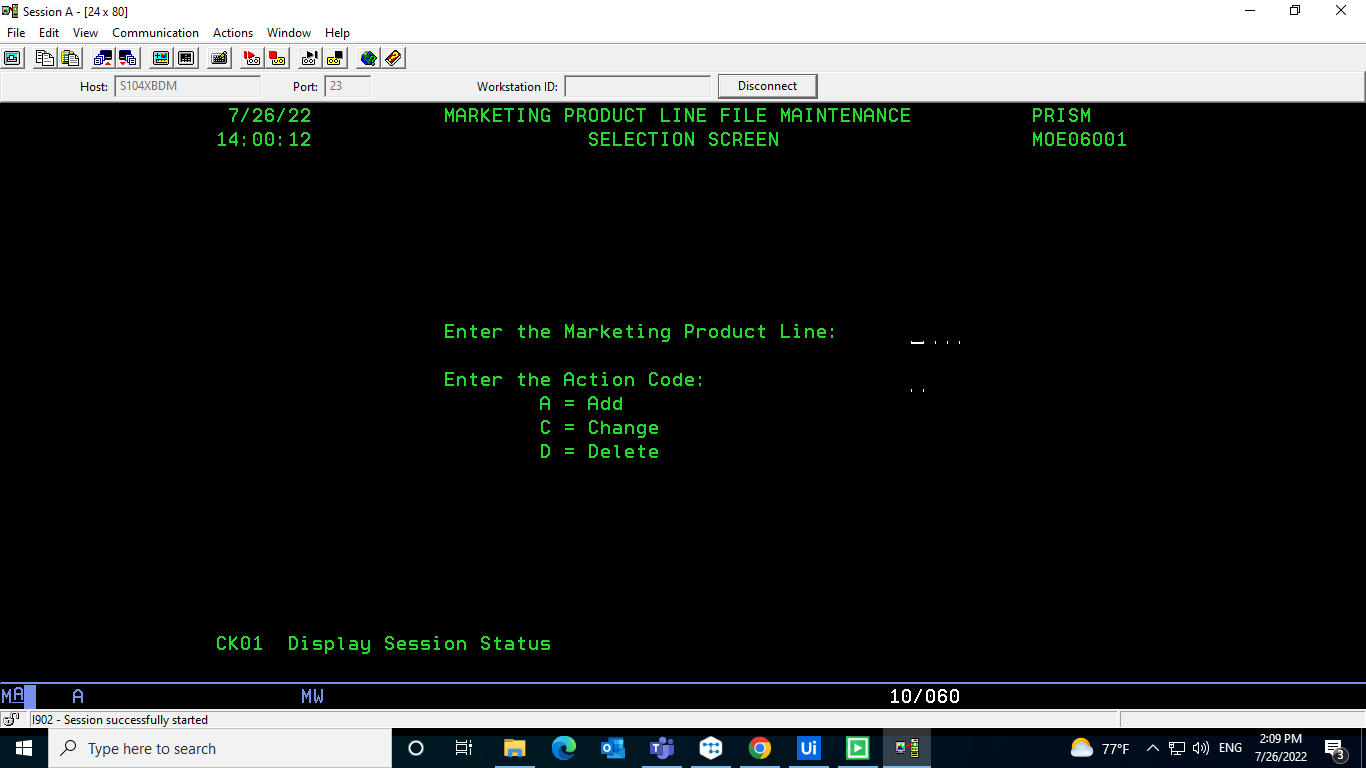 Session A - [24 x 80]
File Edit View Communication Actions Window Help
Host: S104XBDM Port: 23 Workstation ID: Disconnect
7/26/22 MARKETING PRODUCT LINE FILE MAINTENANCE PRISM
14:00:12 SELECTION SCREEN MOE06001
Enter the Marketing Product Line:
Enter the Action Code:
A = Add
C = Change
D = Delete
CK01 Display Session Status
MA A MW 10/060
I902 - Session successfully started
Type here to search Ui 77°F ENG 2:09 PM
7/26/2022 3